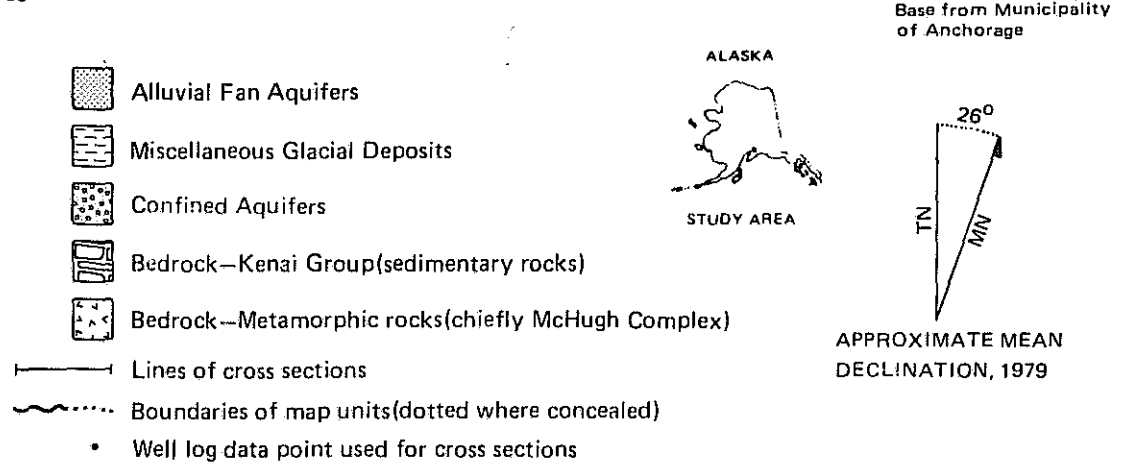 Base from Municipality
of Anchorage
ALASKA
STUDY AREA
26°
TN
MN
APPROXIMATE MEAN
DECLINATION, 1979
Alluvial Fan Aquifers
Miscellaneous Glacial Deposits
Confined Aquifers
Bedrock—Kenai Group(sedimentary rocks)
Bedrock—Metamorphic rocks(chiefly McHugh Complex)
Lines of cross sections
Boundaries of map units(dotted where concealed)
Well log data point used for cross sections